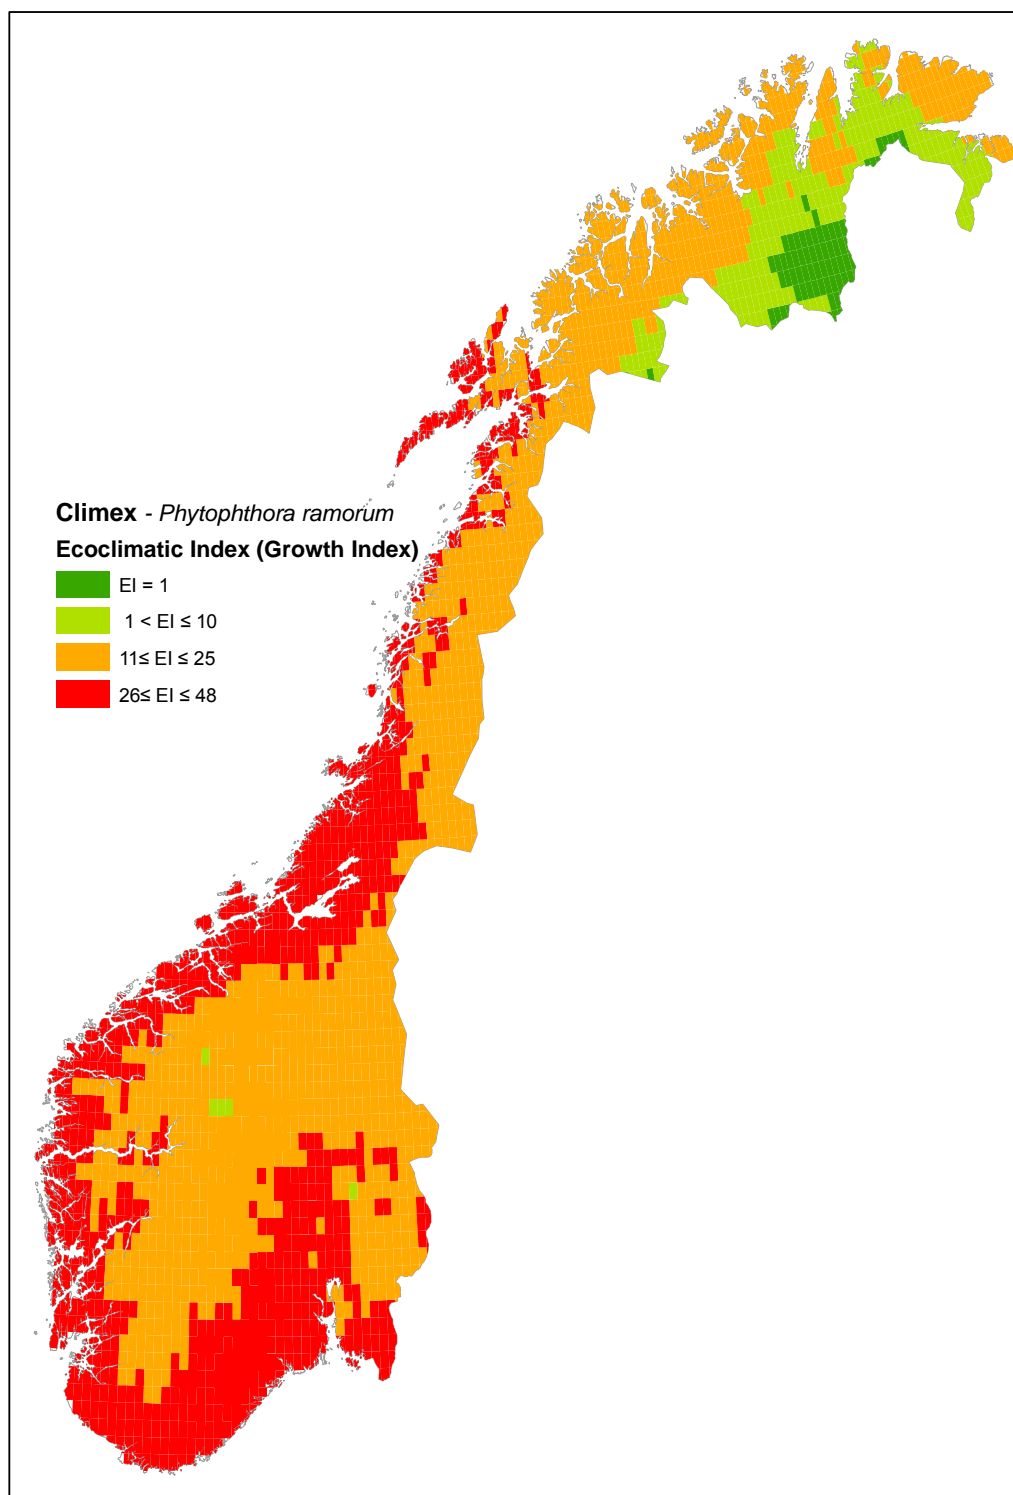 Climex - Phytophthora ramorum
Ecoclimatic Index (Growth Index)
EI = 1
1 < EI ≤ 10
11≤ EI ≤ 25
26≤ EI ≤ 48